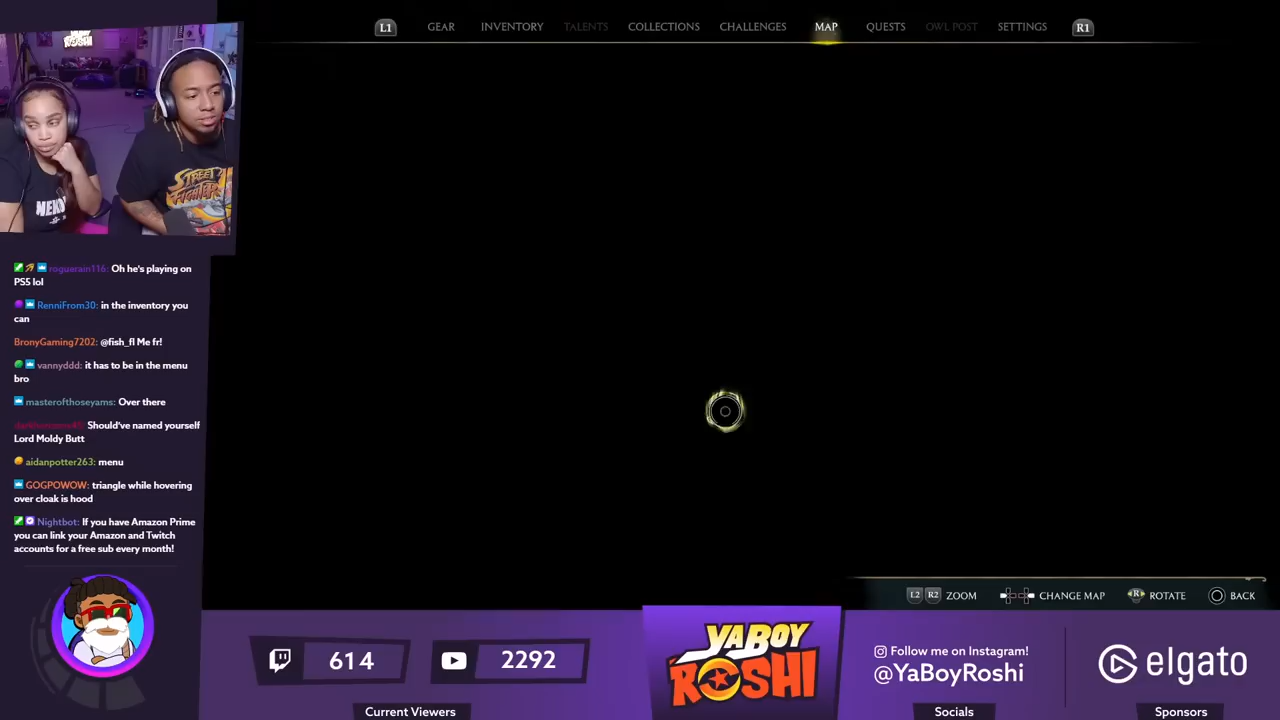 L1 GEAR INVENTORY TALENTS COLLECTIONS CHALLENGES MAP QUESTS OWL POST SETTINGS R1
YABOY
ROSHI
NE
STREET
FIGHTER
roguerain116: Oh he's playing on
PS5 lol
RenniFrom30: in the inventory you
can
BronyGaming7202: @fish_fl Me fr!
vannyddd: it has to be in the menu
bro
masterofthoseyams: Over there
Should've named yourself
Lord Moldy Butt
aidanpotter263: menu
GOGPOWOW: triangle while hovering
over cloak is hood
Nightbot: If you have Amazon Prime
you can link your Amazon and Twitch
accounts for a free sub every month!
L2 R2 ZOOM CHANGE MAP R ROTATE BACK
614
2292
Current Viewers
YABOY
ROSHI
Follow me on Instagram!
@YaBoyRoshi
Socials
elgato
Sponsors